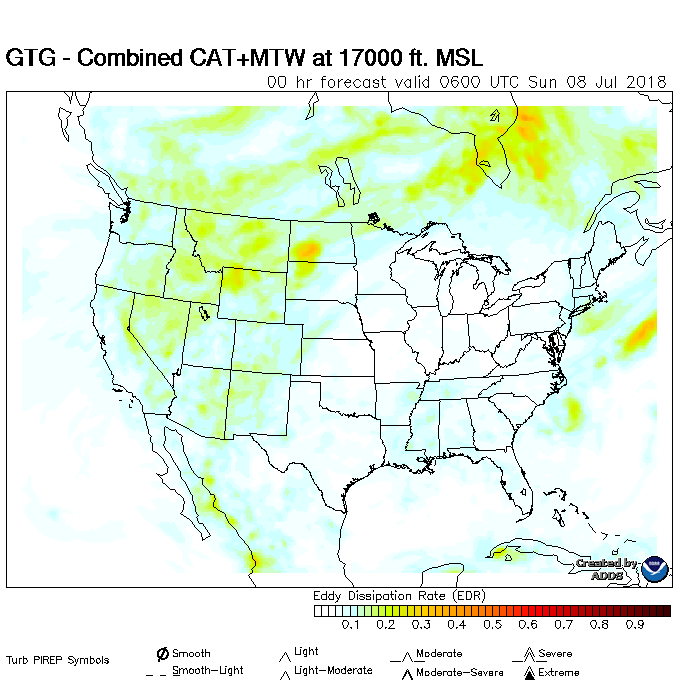 GTG - Combined CAT+MTW at 17000 ft. MSL
00 hr forecast valid 0600 UTC Sun 08 Jul 2018
Created by
ADDS
Eddy Dissipation Rate (EDR)
0.1 0.2 0.3 0.4 0.5 0.6 0.7 0.8 0.9
Turb PIREP Symbols
Smooth Light Moderate Severe
Smooth-Light Light-Moderate Moderate-Severe Extreme